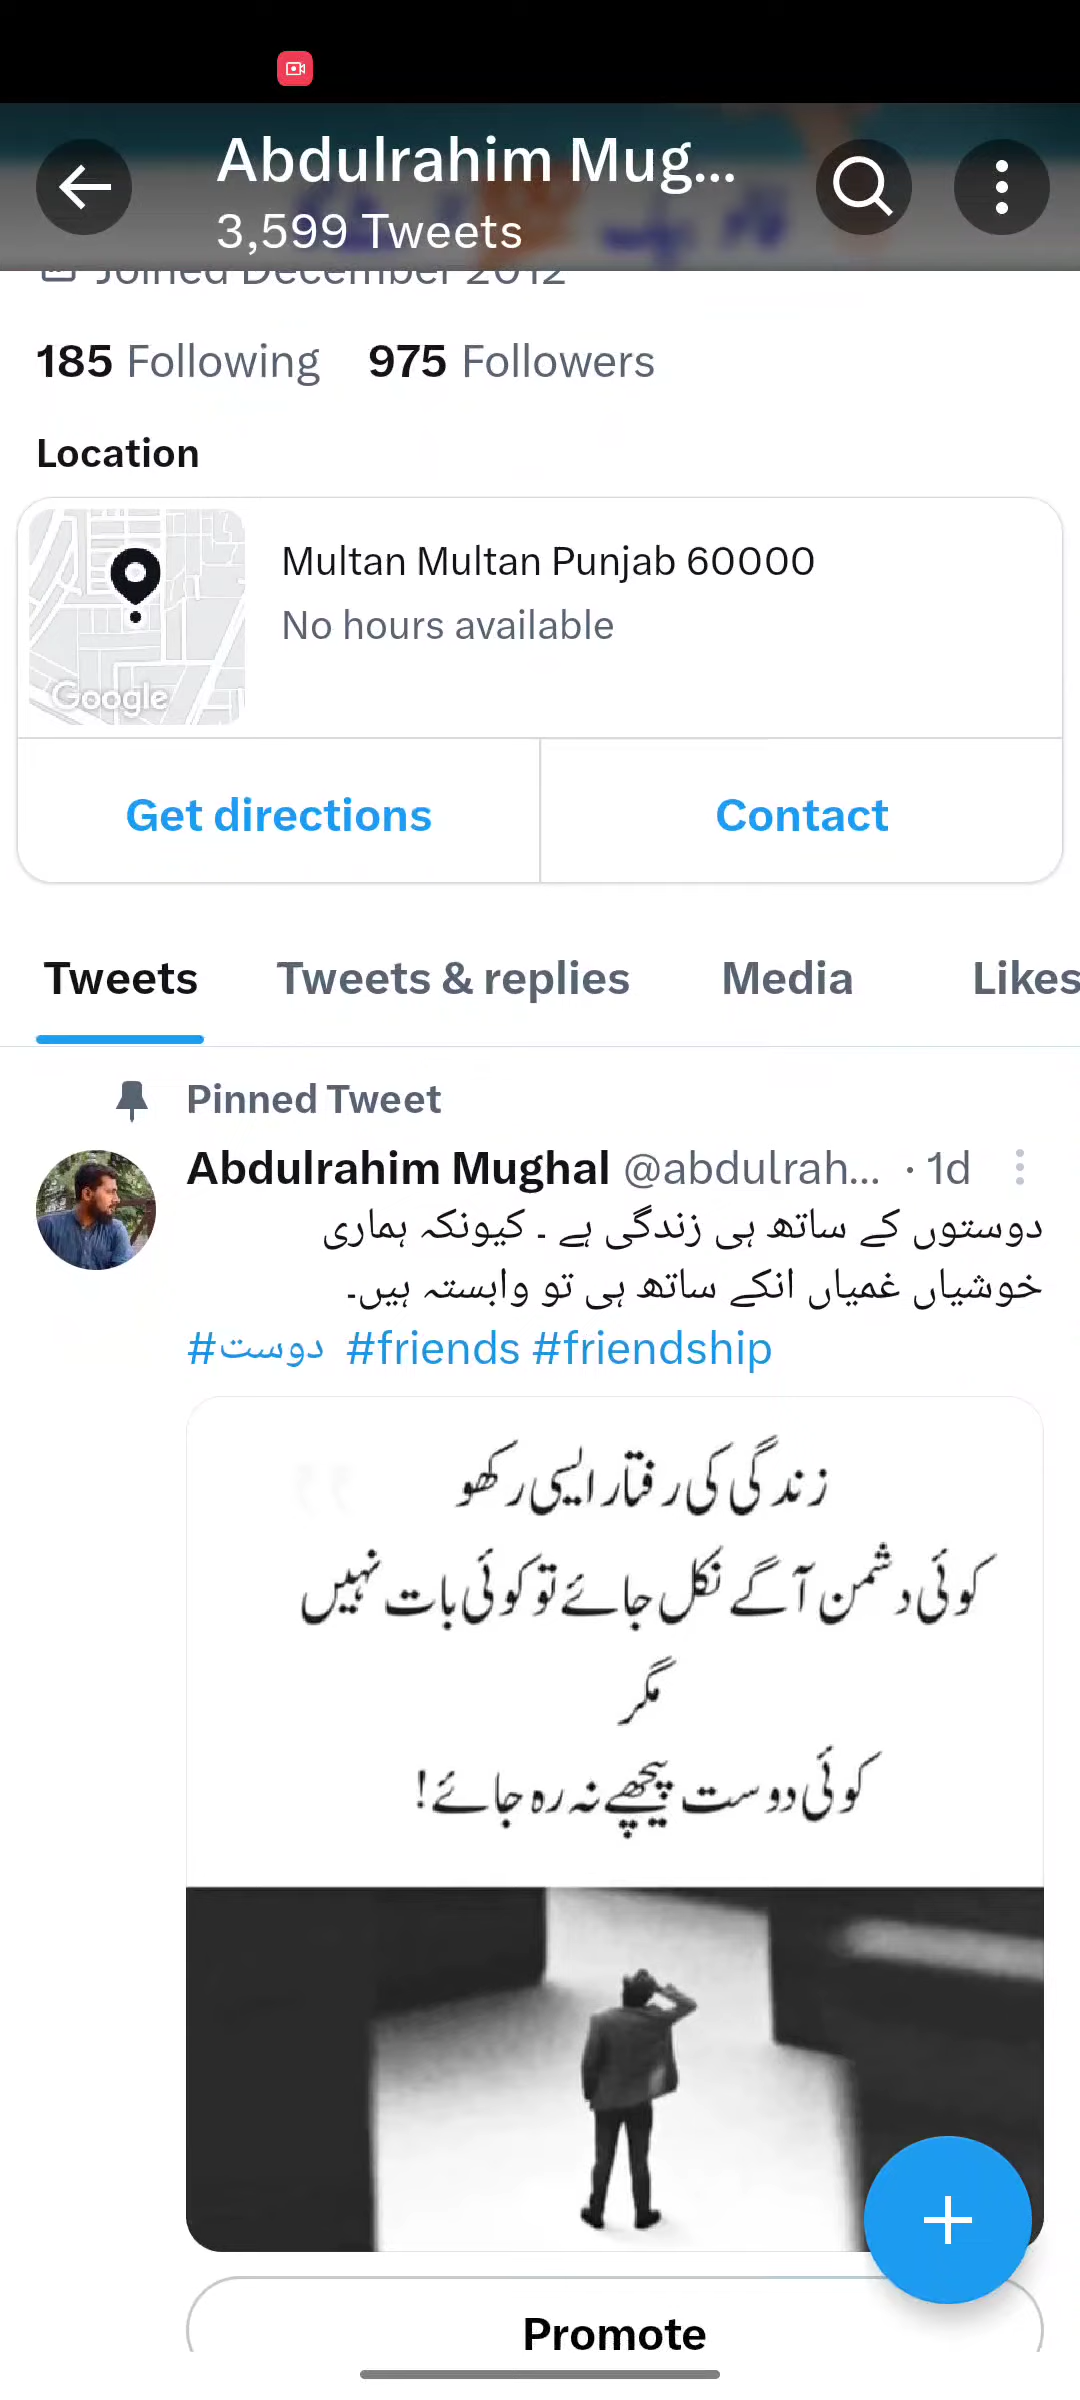 Abdulrahim Mug...
3,599 Tweets
Joined December 2012
185 Following 975 Followers
Location
Multan Multan Punjab 60000
No hours available
Google
Get directions
Contact
Tweets
Tweets & replies
Media
Likes
Pinned Tweet
Abdulrahim Mughal @abdulrah... · 1d
دوستوں کے ساتھ ہی زندگی ہے ۔ کیونکہ ہماری
خوشیاں غمیاں انکے ساتھ ہی تو وابستہ ہیں۔
#دوست #friends #friendship
زندگی کی رفتار ایسی رکھو
کوئی دشمن آگے نکل جائے تو کوئی بات نہیں
مگر
کوئی دوست پیچھے نہ رہ جائے!
Promote